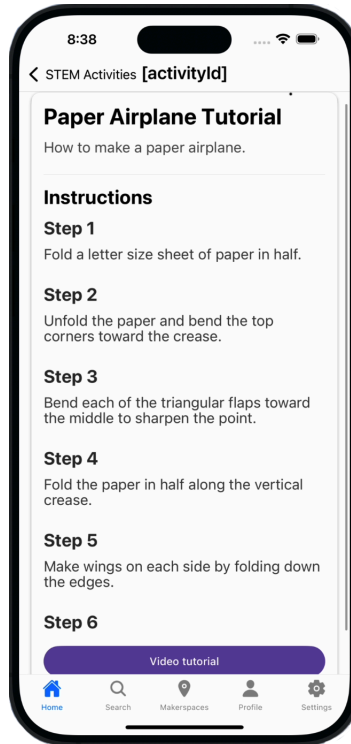 8:38
STEM Activities [activityId]
Paper Airplane Tutorial
How to make a paper airplane.
Instructions
Step 1
Fold a letter size sheet of paper in half.
Step 2
Unfold the paper and bend the top
corners toward the crease.
Step 3
Bend each of the triangular flaps toward
the middle to sharpen the point.
Step 4
Fold the paper in half along the vertical
crease.
Step 5
Make wings on each side by folding down
the edges.
Step 6
Video tutorial
Home Search Makerspaces Profile Settings